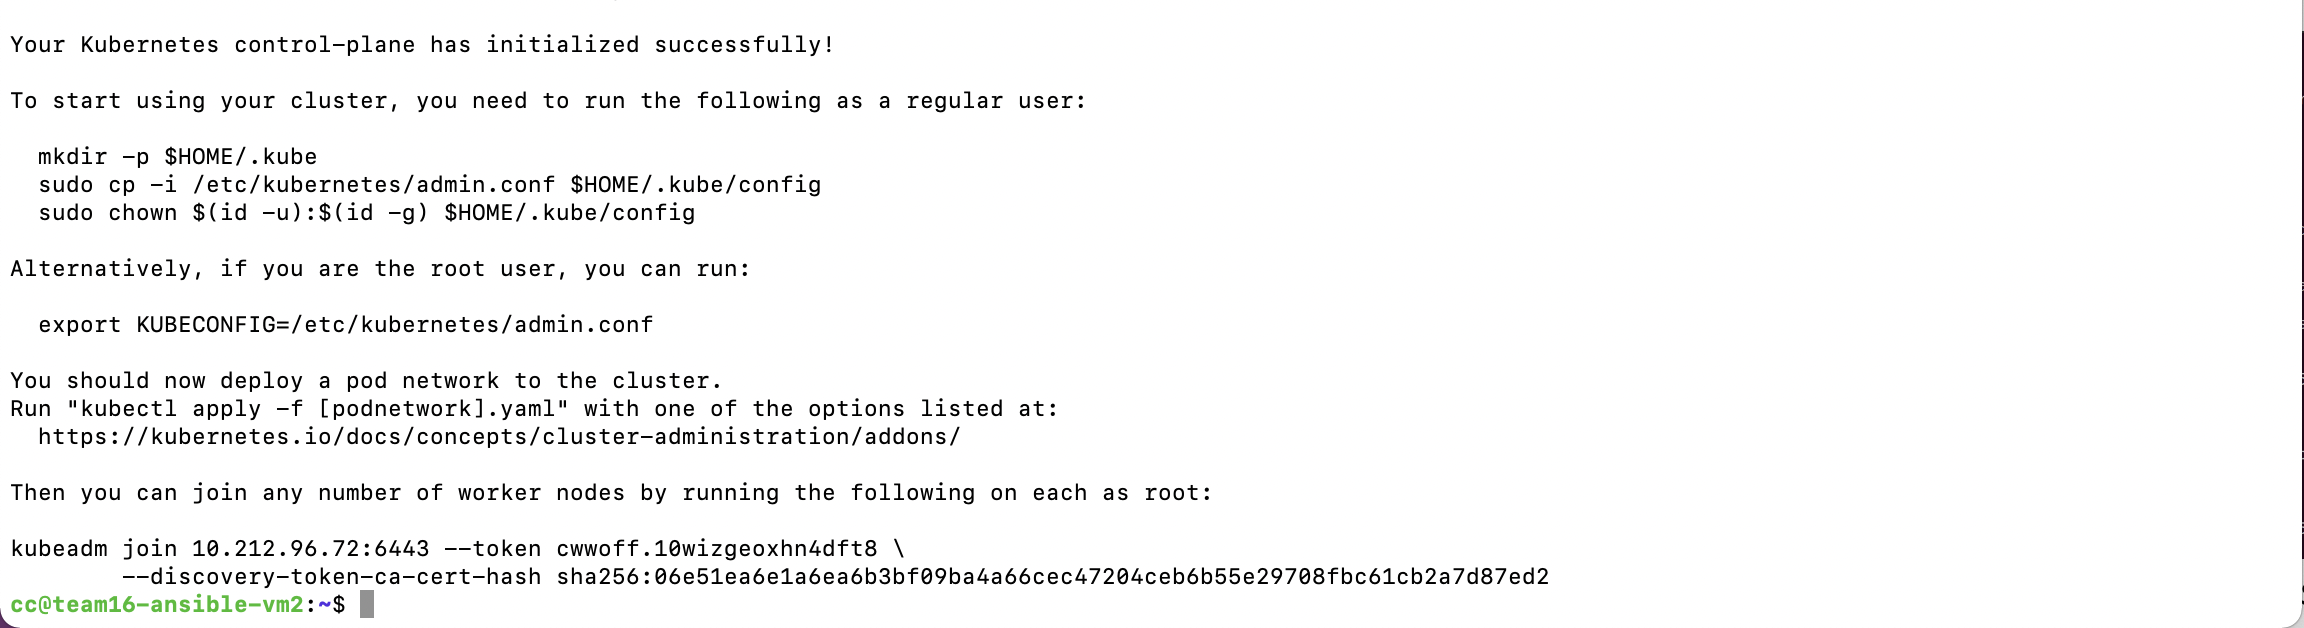 Your Kubernetes control-plane has initialized successfully!
To start using your cluster, you need to run the following as a regular user:
mkdir -p $HOME/.kube
sudo cp -i /etc/kubernetes/admin.conf $HOME/.kube/config
sudo chown $(id -u):$(id -g) $HOME/.kube/config
Alternatively, if you are the root user, you can run:
export KUBECONFIG=/etc/kubernetes/admin.conf
You should now deploy a pod network to the cluster.
Run "kubectl apply -f [podnetwork].yaml" with one of the options listed at:
https://kubernetes.io/docs/concepts/cluster-administration/addons/
Then you can join any number of worker nodes by running the following on each as root:
kubeadm join 10.212.96.72:6443 --token cwwoff.10wizgeoxhn4dft8 \
--discovery-token-ca-cert-hash sha256:06e51ea6e1a6ea6b3bf09ba4a66cec47204ceb6b55e29708fbc61cb2a7d87ed2
cc@team16-ansible-vm2:~$